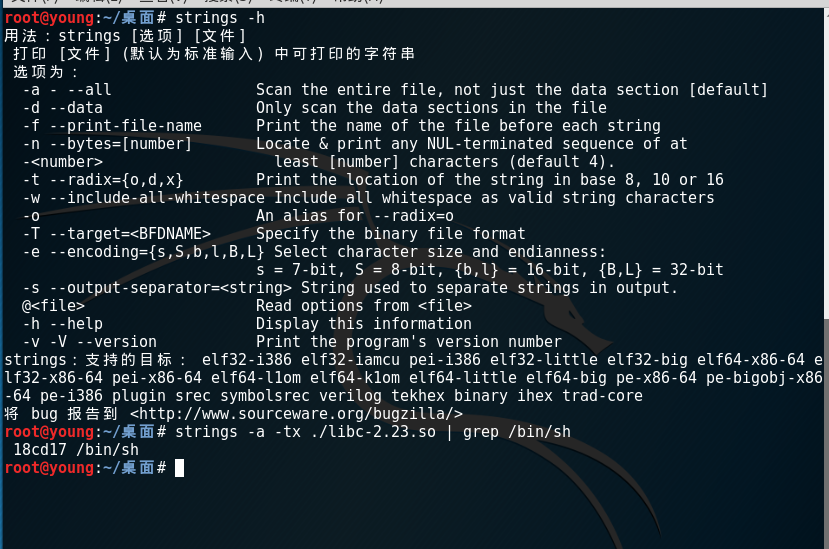 root@young:~/桌面# strings -h
用法：strings [选项] [文件]
 打印 [文件] (默认为标准输入) 中可打印的字符串
 选项为：
  -a - --all                Scan the entire file, not just the data section [default]
  -d --data                 Only scan the data sections in the file
  -f --print-file-name      Print the name of the file before each string
  -n --bytes=[number]       Locate & print any NUL-terminated sequence of at
  -<number>                   least [number] characters (default 4).
  -t --radix={o,d,x}        Print the location of the string in base 8, 10 or 16
  -w --include-all-whitespace Include all whitespace as valid string characters
  -o                        An alias for --radix=o
  -T --target=<BFDNAME>     Specify the binary file format
  -e --encoding={s,S,b,l,B,L} Select character size and endianness:
                            s = 7-bit, S = 8-bit, {b,l} = 16-bit, {B,L} = 32-bit
  -s --output-separator=<string> String used to separate strings in output.
  @<file>                   Read options from <file>
  -h --help                 Display this information
  -v -V --version           Print the program's version number
strings：支持的目标： elf32-i386 elf32-iamcu pei-i386 elf32-little elf32-big elf64-x86-64 e
lf32-x86-64 pei-x86-64 elf64-l1om elf64-k1om elf64-little elf64-big pe-x86-64 pe-bigobj-x86
-64 pe-i386 plugin srec symbolsrec verilog tekhex binary ihex trad-core
将 bug 报告到 <http://www.sourceware.org/bugzilla/>
root@young:~/桌面# strings -a -tx ./libc-2.23.so | grep /bin/sh
 18cd17 /bin/sh
root@young:~/桌面#